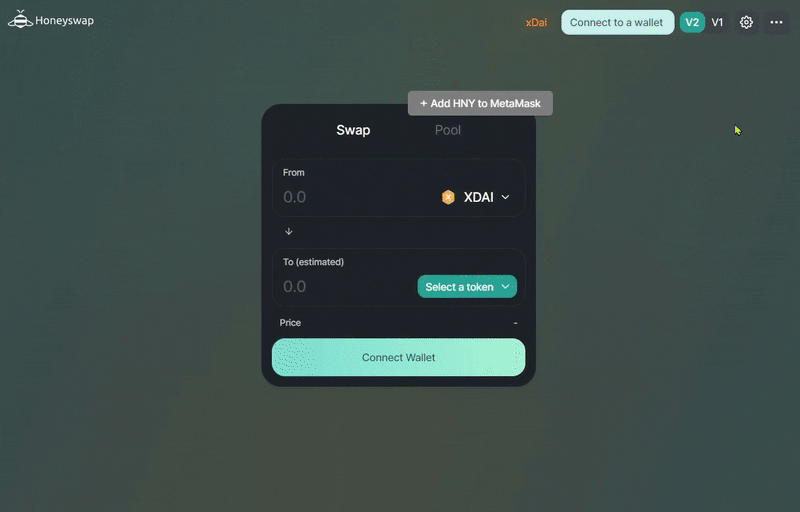 Honeyswap
xDai
Connect to a wallet
V2 V1
+ Add HNY to MetaMask
Swap Pool
From
0.0 XDAI
To (estimated)
0.0 Select a token
Price -
Connect Wallet